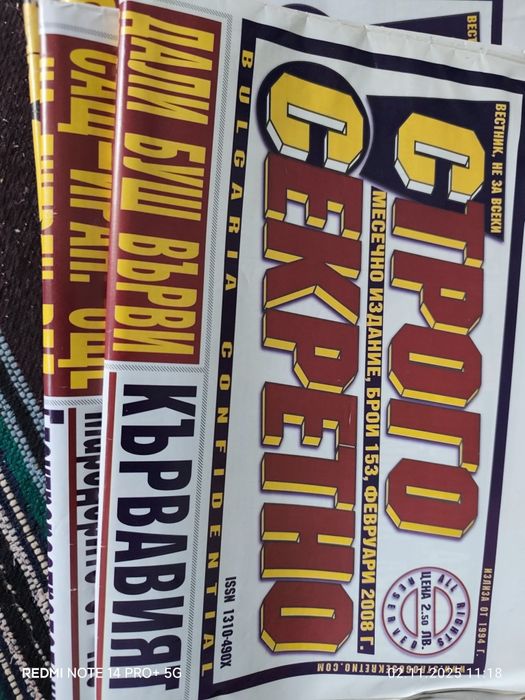 ВЕСТНИК, НЕ ЗА ВСЕКИ
ИЗЛИЗА ОТ 1994 Г.
СТРОГО
СЕКРЕТНО
МЕСЕЧНО ИЗДАНИЕ, БРОЙ 153, ФЕВРУАРИ 2008 Г.
ALL RIGHTS RESERVED
ЦЕНА 2.50 ЛВ.
BULGARIA CONFIDENTIAL
ISSN 1310-490X
ДАЛИ БУШ ВЪРВИ
КЪРВАВИЯТ
САЩ-ИРАН: ОЩЕ
REDMI NOTE 14 PRO+ 5G
02.11.2025 11:18